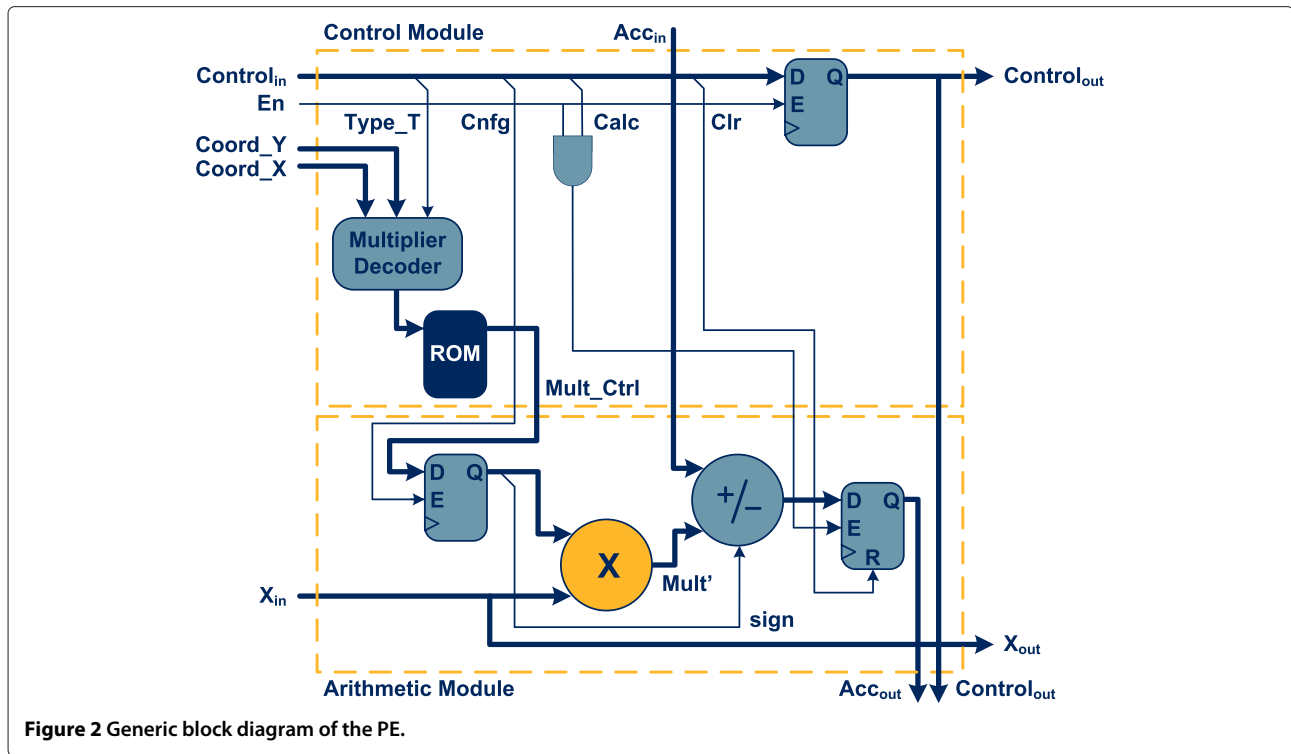 Control Module
Acc_in
Control_in
D Q
Control_out
En
E
Type_T
Cnfg
Calc
Clr
Coord_Y
Coord_X
Multiplier
Decoder
ROM
Mult_Ctrl
D Q
E
+/-
D Q
E
R
X
Mult'
X_in
sign
X_out
Arithmetic Module
Acc_out
Control_out
Figure 2 Generic block diagram of the PE.